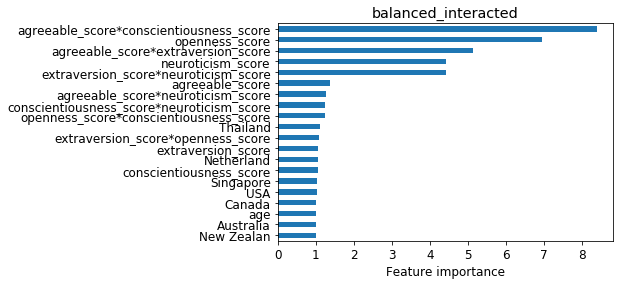 balanced_interacted
agreeable_score*conscientiousness_score
openness_score
agreeable_score*extraversion_score
neuroticism_score
extraversion_score*neuroticism_score
agreeable_score
agreeable_score*neuroticism_score
conscientiousness_score*neuroticism_score
openness_score*conscientiousness_score
Thailand
extraversion_score*openness_score
extraversion_score
Netherland
conscientiousness_score
Singapore
USA
Canada
age
Australia
New Zealan
0 1 2 3 4 5 6 7 8
Feature importance